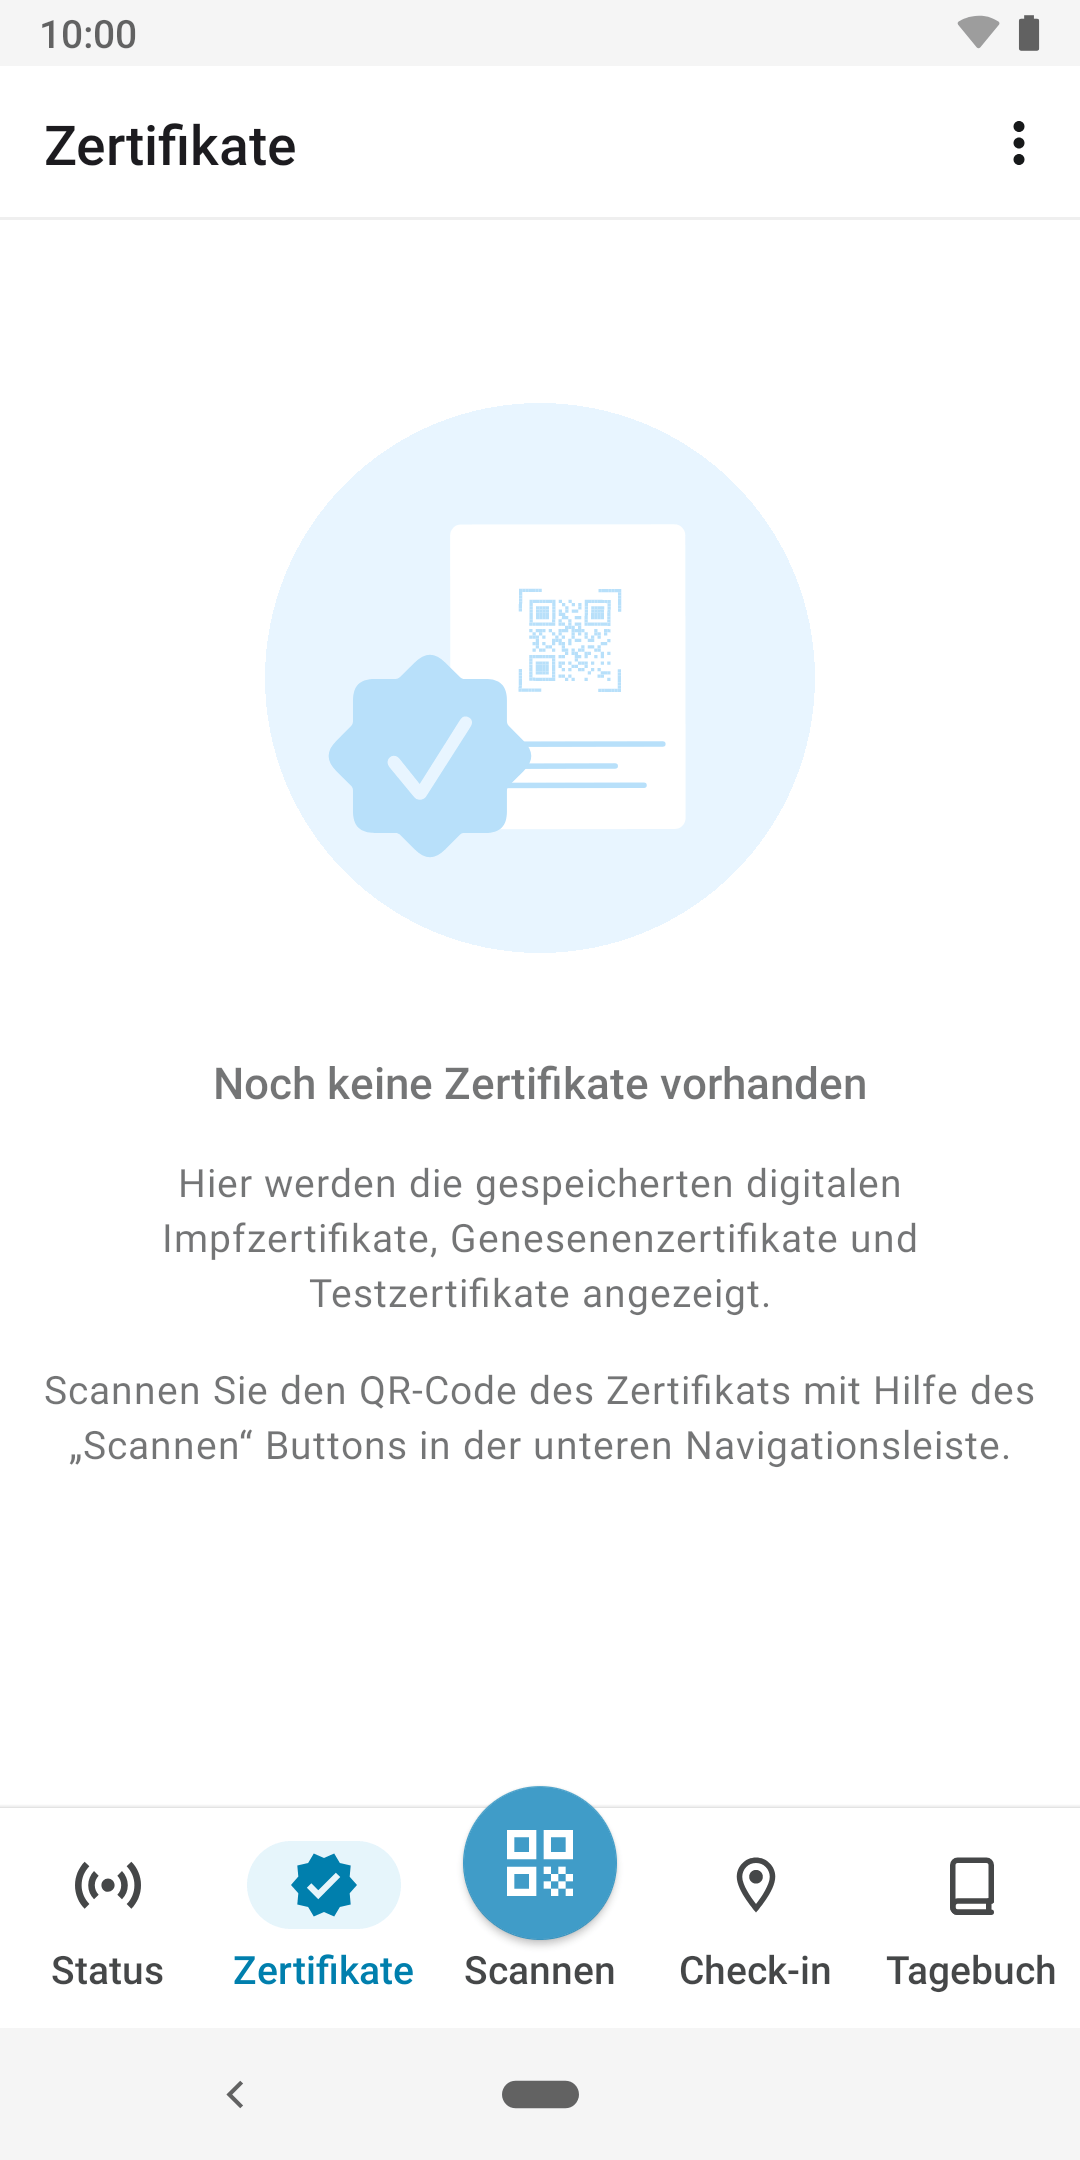 10:00
Zertifikate
Noch keine Zertifikate vorhanden
Hier werden die gespeicherten digitalen
Impfzertifikate, Genesenenzertifikate und
Testzertifikate angezeigt.
Scannen Sie den QR-Code des Zertifikats mit Hilfe des
„Scannen“ Buttons in der unteren Navigationsleiste.
Status
Zertifikate
Scannen
Check-in
Tagebuch